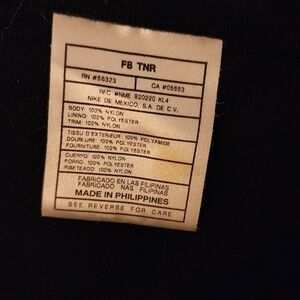 F8 TNR
RN #56323 CA #05553
RFC #NME 920220 KL4
NIKE DE MEXICO, S.A. DE C.V.
BODY: 100% NYLON
LINING: 100% POLYESTER
TRIM: 100% NYLON
TISSU D'EXTERIEUR: 100% POLYAMIDE
DOUBLURE: 100% POLYESTER
FOURNITURE: 100% POLYESTER
CUERPO: 100% NYLON
FORRO: 100% POLYESTER
RIBETEADO: 100% NYLON
FABRICADO EN LAS FILIPINAS
FABRICADO NAS FILIPINAS
MADE IN PHILIPPINES
SEE REVERSE FOR CARE